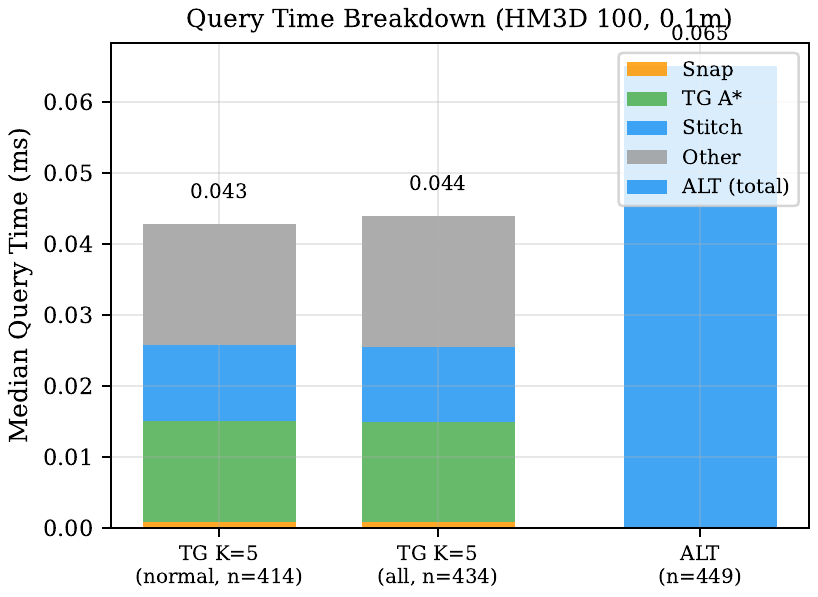 Query Time Breakdown (HM3D 100, 0.1m)
0.065
Snap
TG A*
Stitch
Other
ALT (total)
0.043
0.044
Median Query Time (ms)
0.06
0.05
0.04
0.03
0.02
0.01
0.00
TG K=5
(normal, n=414)
TG K=5
(all, n=434)
ALT
(n=449)